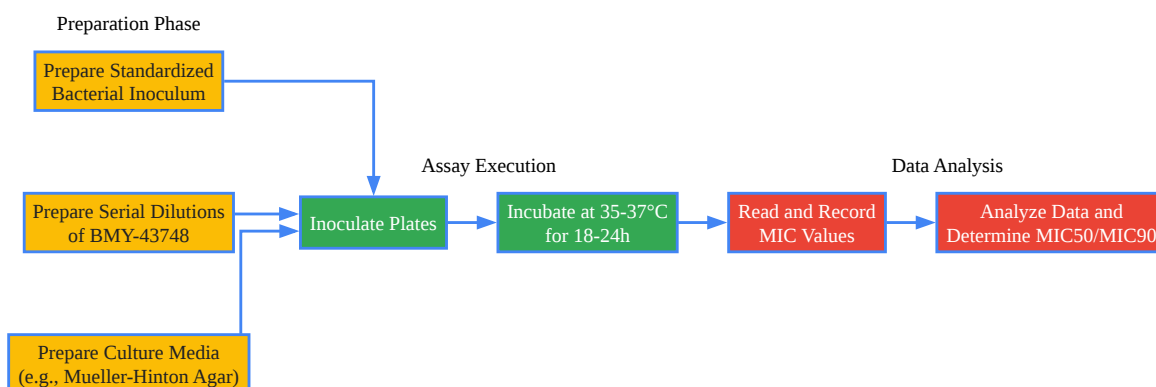 Preparation Phase
Prepare Standardized
Bacterial Inoculum
Assay Execution
Data Analysis
Prepare Serial Dilutions
of BMY-43748
Inoculate Plates
Incubate at 35-37°C
for 18-24h
Read and Record
MIC Values
Analyze Data and
Determine MIC50/MIC90
Prepare Culture Media
(e.g., Mueller-Hinton Agar)